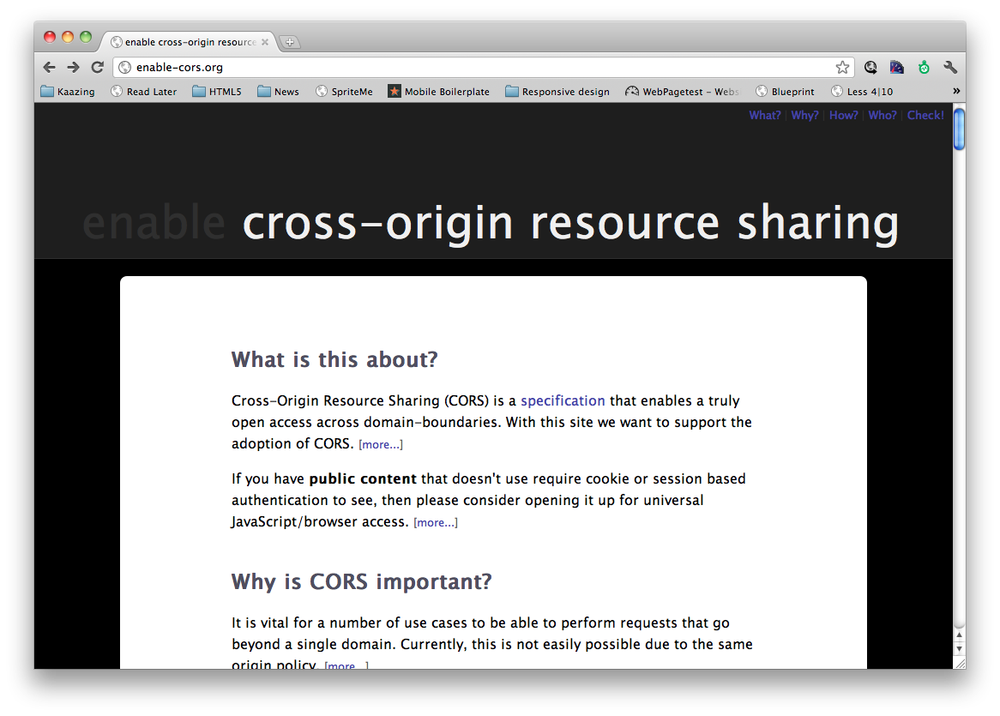 enable cross-origin resource
enable-cors.org
Kaazing Read Later HTML5 News SpriteMe Mobile Boilerplate Responsive design WebPagetest - Webs Blueprint Less 4|10 »
What? | Why? | How? | Who? | Check!
enable cross-origin resource sharing
What is this about?
Cross-Origin Resource Sharing (CORS) is a specification that enables a truly
open access across domain-boundaries. With this site we want to support the
adoption of CORS. [more...]
If you have public content that doesn't use require cookie or session based
authentication to see, then please consider opening it up for universal
JavaScript/browser access. [more...]
Why is CORS important?
It is vital for a number of use cases to be able to perform requests that go
beyond a single domain. Currently, this is not easily possible due to the same
origin policy. [more...]